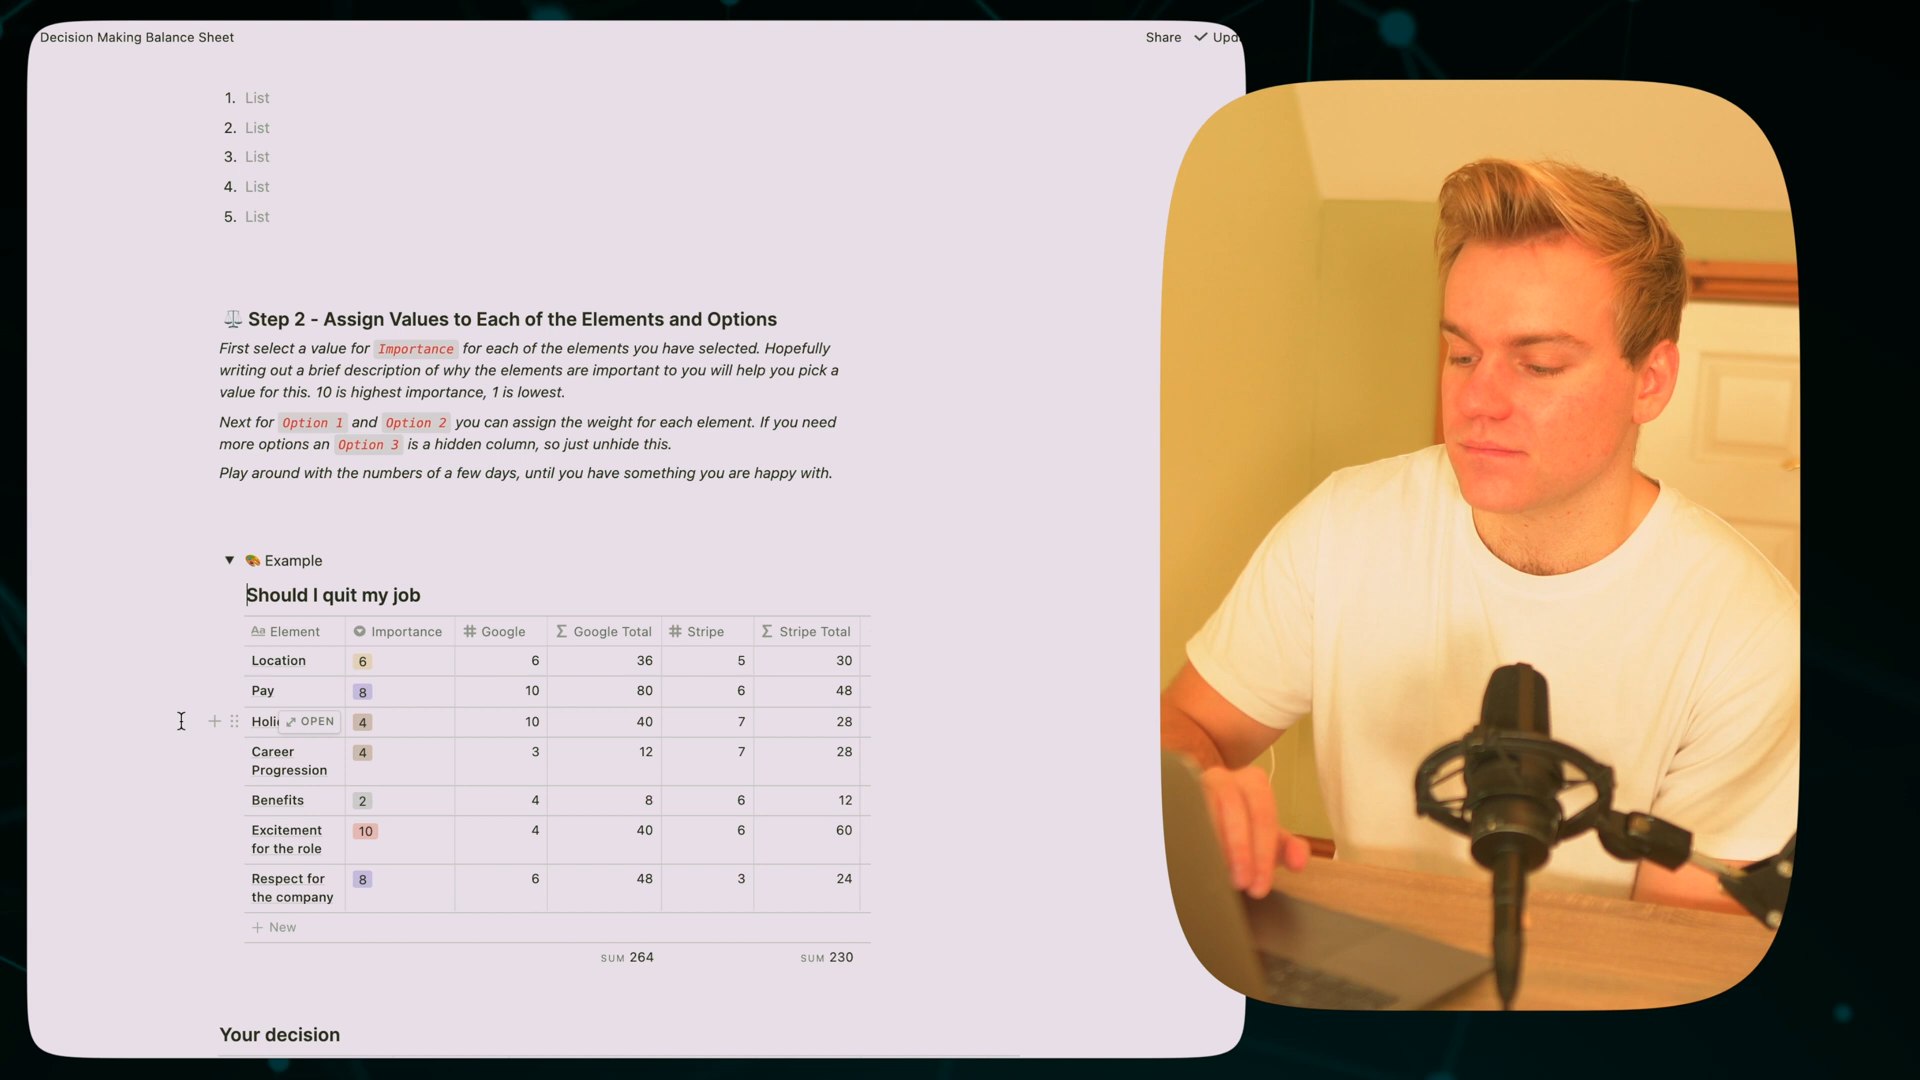 Decision Making Balance Sheet
Share
1. List
2. List
3. List
4. List
5. List
Step 2 - Assign Values to Each of the Elements and Options
First select a value for Importance for each of the elements you have selected. Hopefully
writing out a brief description of why the elements are important to you will help you pick a
value for this. 10 is highest importance, 1 is lowest.
Next for Option 1 and Option 2 you can assign the weight for each element. If you need
more options an Option 3 is a hidden column, so just unhide this.
Play around with the numbers of a few days, until you have something you are happy with.
Example
Should I quit my job
Aa Element Importance # Google Σ Google Total # Stripe Σ Stripe Total
Location 6 6 36 5 30
Pay 8 10 80 6 48
OPEN 4 10 40 7 28
Career
Progression 4 3 12 7 28
Benefits 2 4 8 6 12
Excitement
for the role 10 4 40 6 60
Respect for
the company 8 6 48 3 24
+ New
SUM 264 SUM 230
Your decision